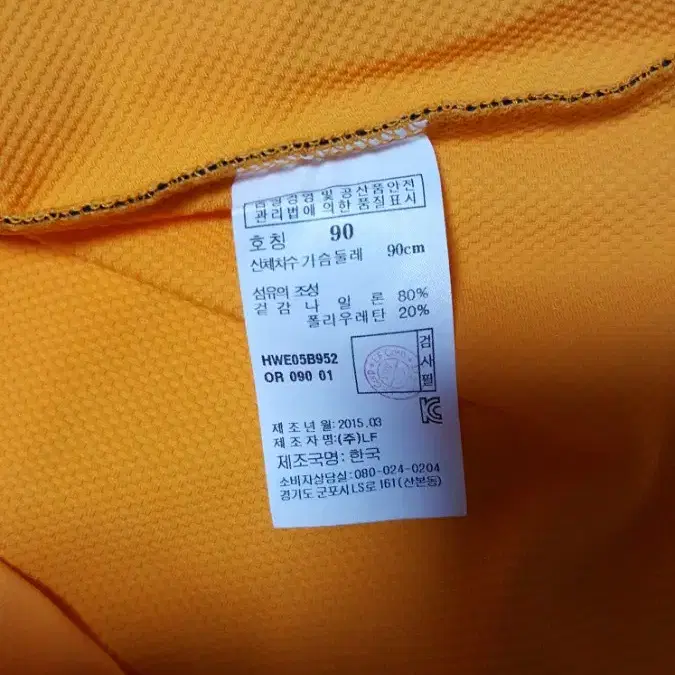 품질경영 및 공산품안전
관리법에 의한 품질표시
호칭 90
신체치수 가슴둘레 90cm
섬유의 조성
겉감 나일론 80%
폴리우레탄 20%
HWE05B952
OR 090 01
검사필
제조년월: 2015.03
제조자명: (주)LF
제조국명: 한국
소비자상담실: 080-024-0204
경기도 군포시 LS로 161(산본동)